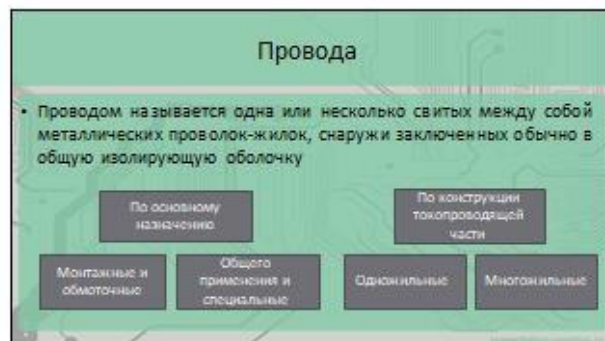 Провода
• Проводом называется одна или несколько свитых между собой
металлических проволок-жилок, снаружи заключенных обычно в
общую изолирующую оболочку
По основному
назначению
По конструкции
токопроводящей
части
Монтажные и
обмоточные
Общего
применения и
специальные
Одножильные
Многожильные